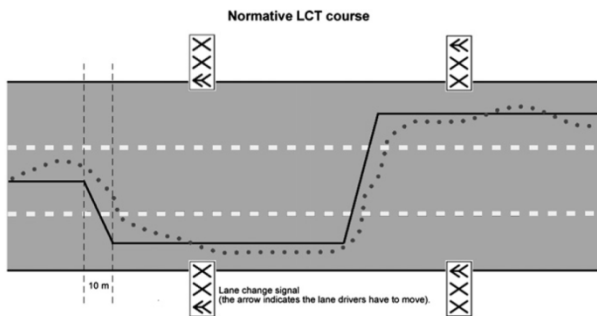 Normative LCT course
10 m
Lane change signal
(the arrow indicates the lane drivers have to move).